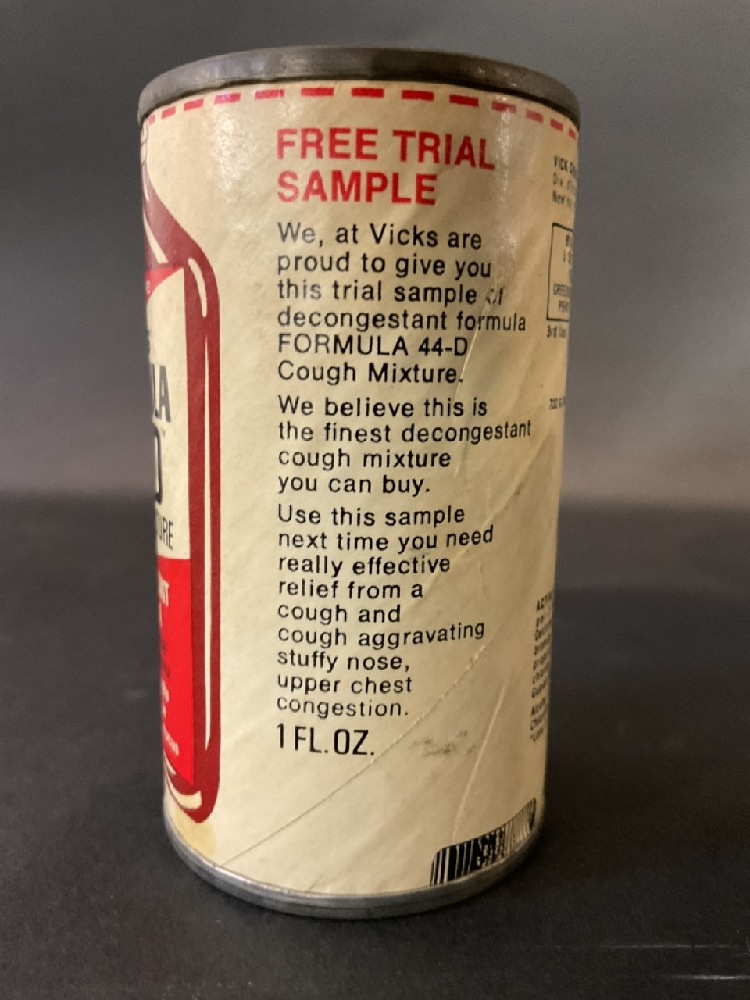 FREE TRIAL
SAMPLE
We, at Vicks are
proud to give you
this trial sample of
decongestant formula
FORMULA 44-D
Cough Mixture.
We believe this is
the finest decongestant
cough mixture
you can buy.
Use this sample
next time you need
really effective
relief from a
cough and
cough aggravating
stuffy nose,
upper chest
congestion.
1 FL. OZ.